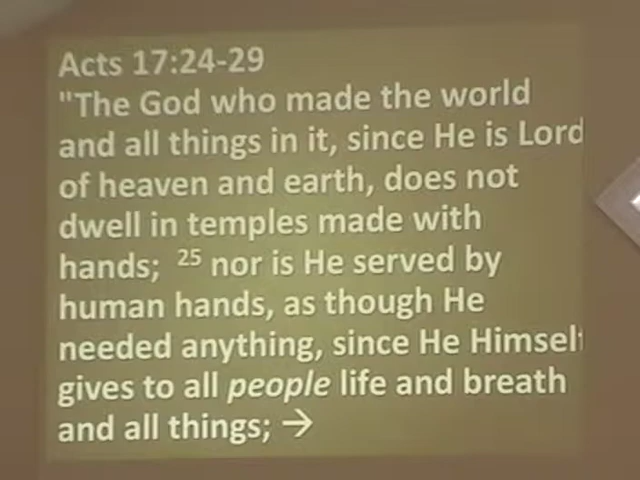 Acts 17:24-29
"The God who made the world
and all things in it, since He is Lord
of heaven and earth, does not
dwell in temples made with
hands; 25 nor is He served by
human hands, as though He
needed anything, since He Himself
gives to all people life and breath
and all things; →